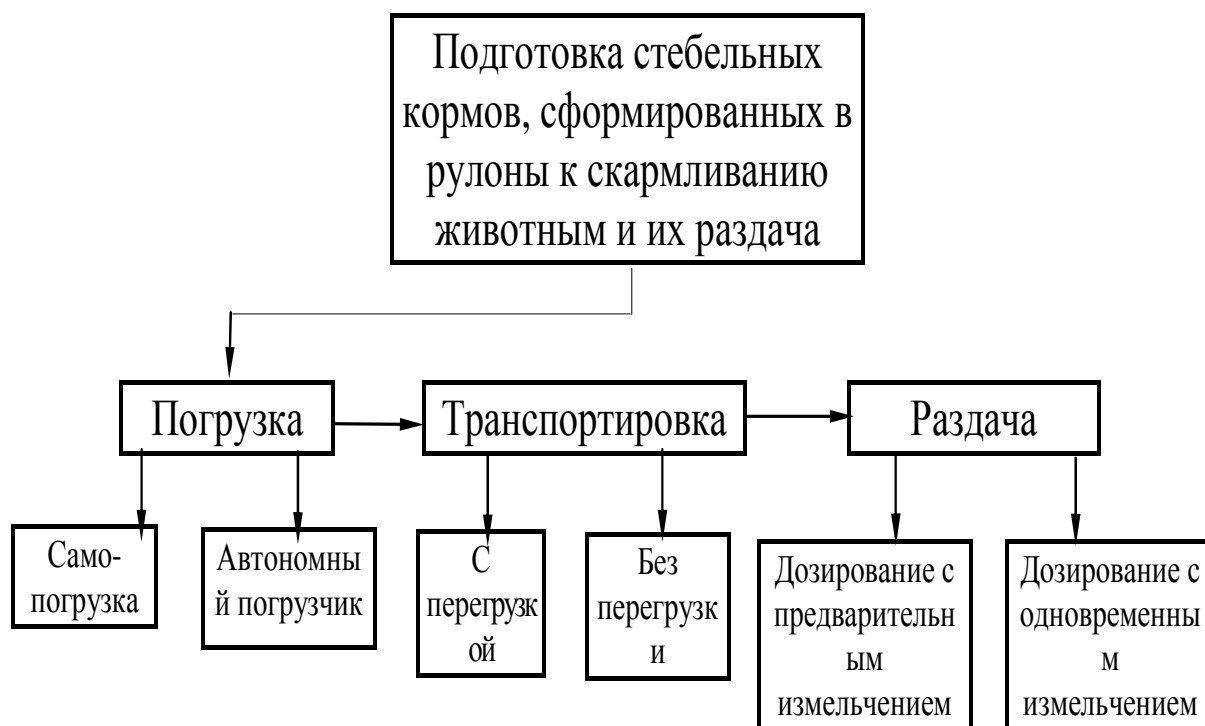 Подготовка стебельных
кормов, сформированных в
рулоны к скармливанию
животным и их раздача
Погрузка
Транспортировка
Раздача
Само-
погрузка
Автономны
й погрузчик
С
перегрузк
ой
Без
перегрузк
и
Дозирование с
предварительн
ым
измельчением
Дозирование с
одновременны
м
измельчением